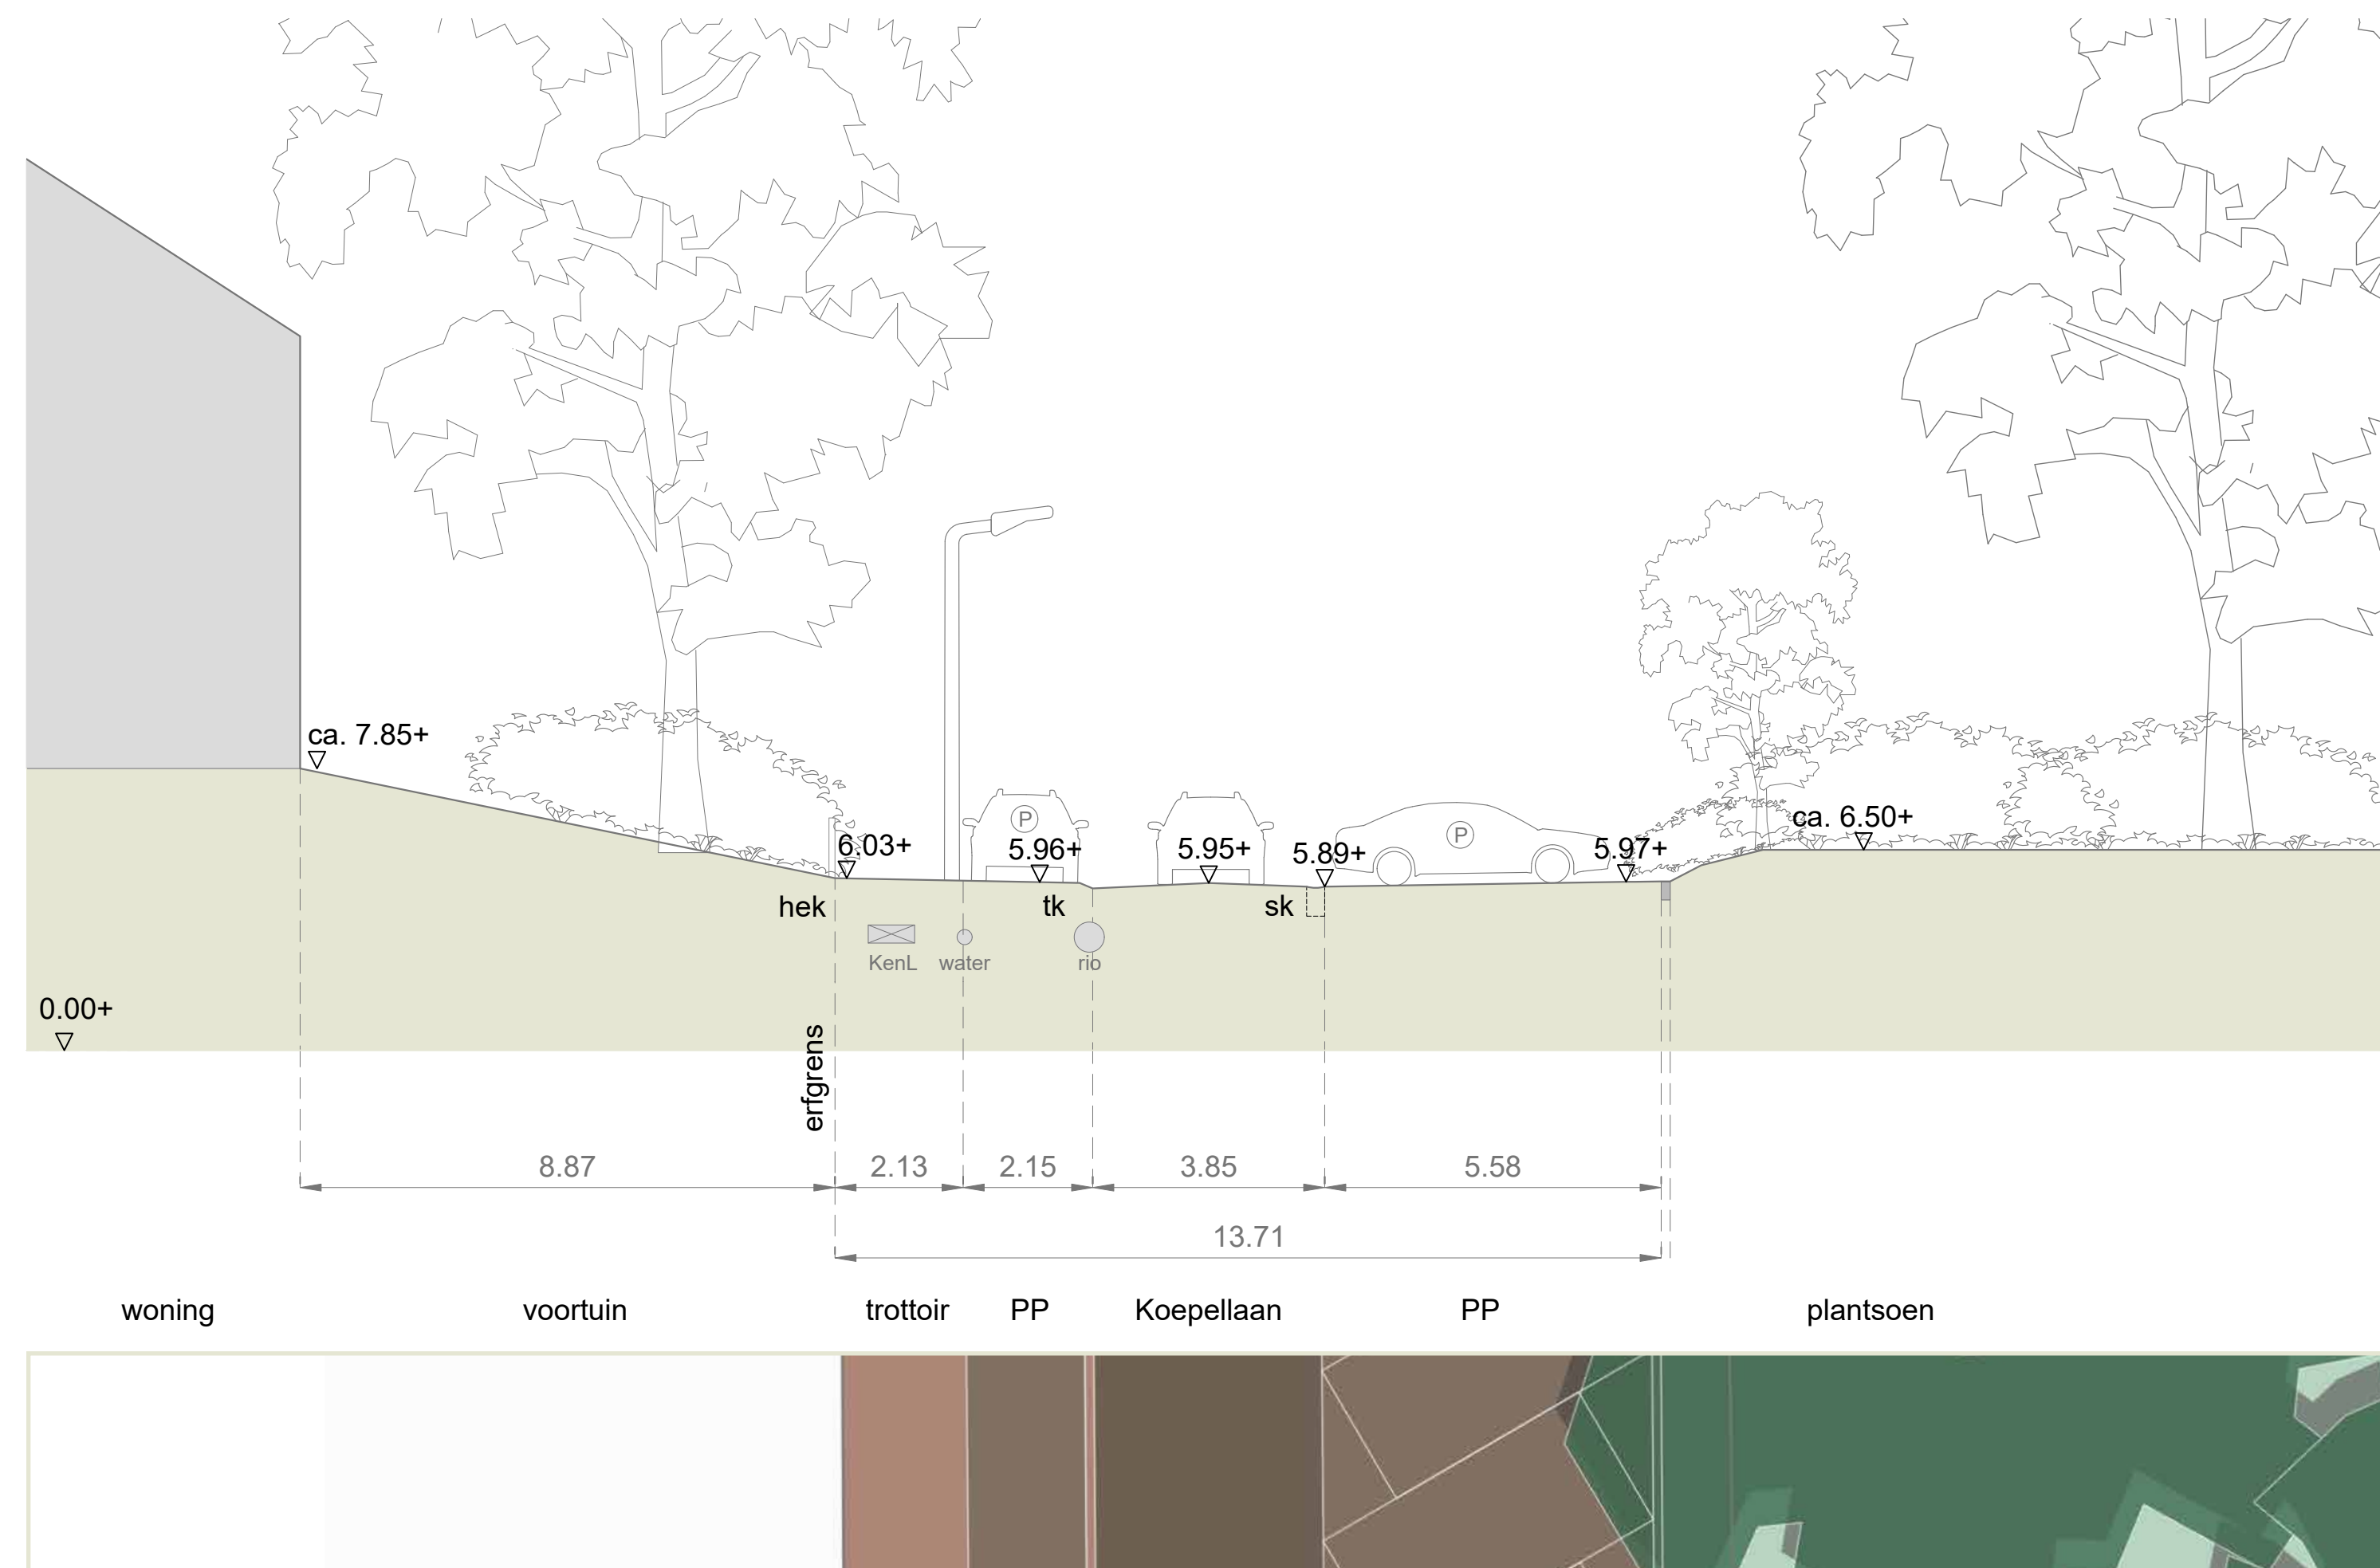 ca. 7.85+
P
P
ca. 6.50+
6.03+
5.96+
5.95+
5.89+
5.97+
hek
tk
sk
KenL
water
rio
0.00+
erfgrens
8.87
2.13
2.15
3.85
5.58
13.71
woning
voortuin
trottoir
PP
Koepellaan
PP
plantsoen